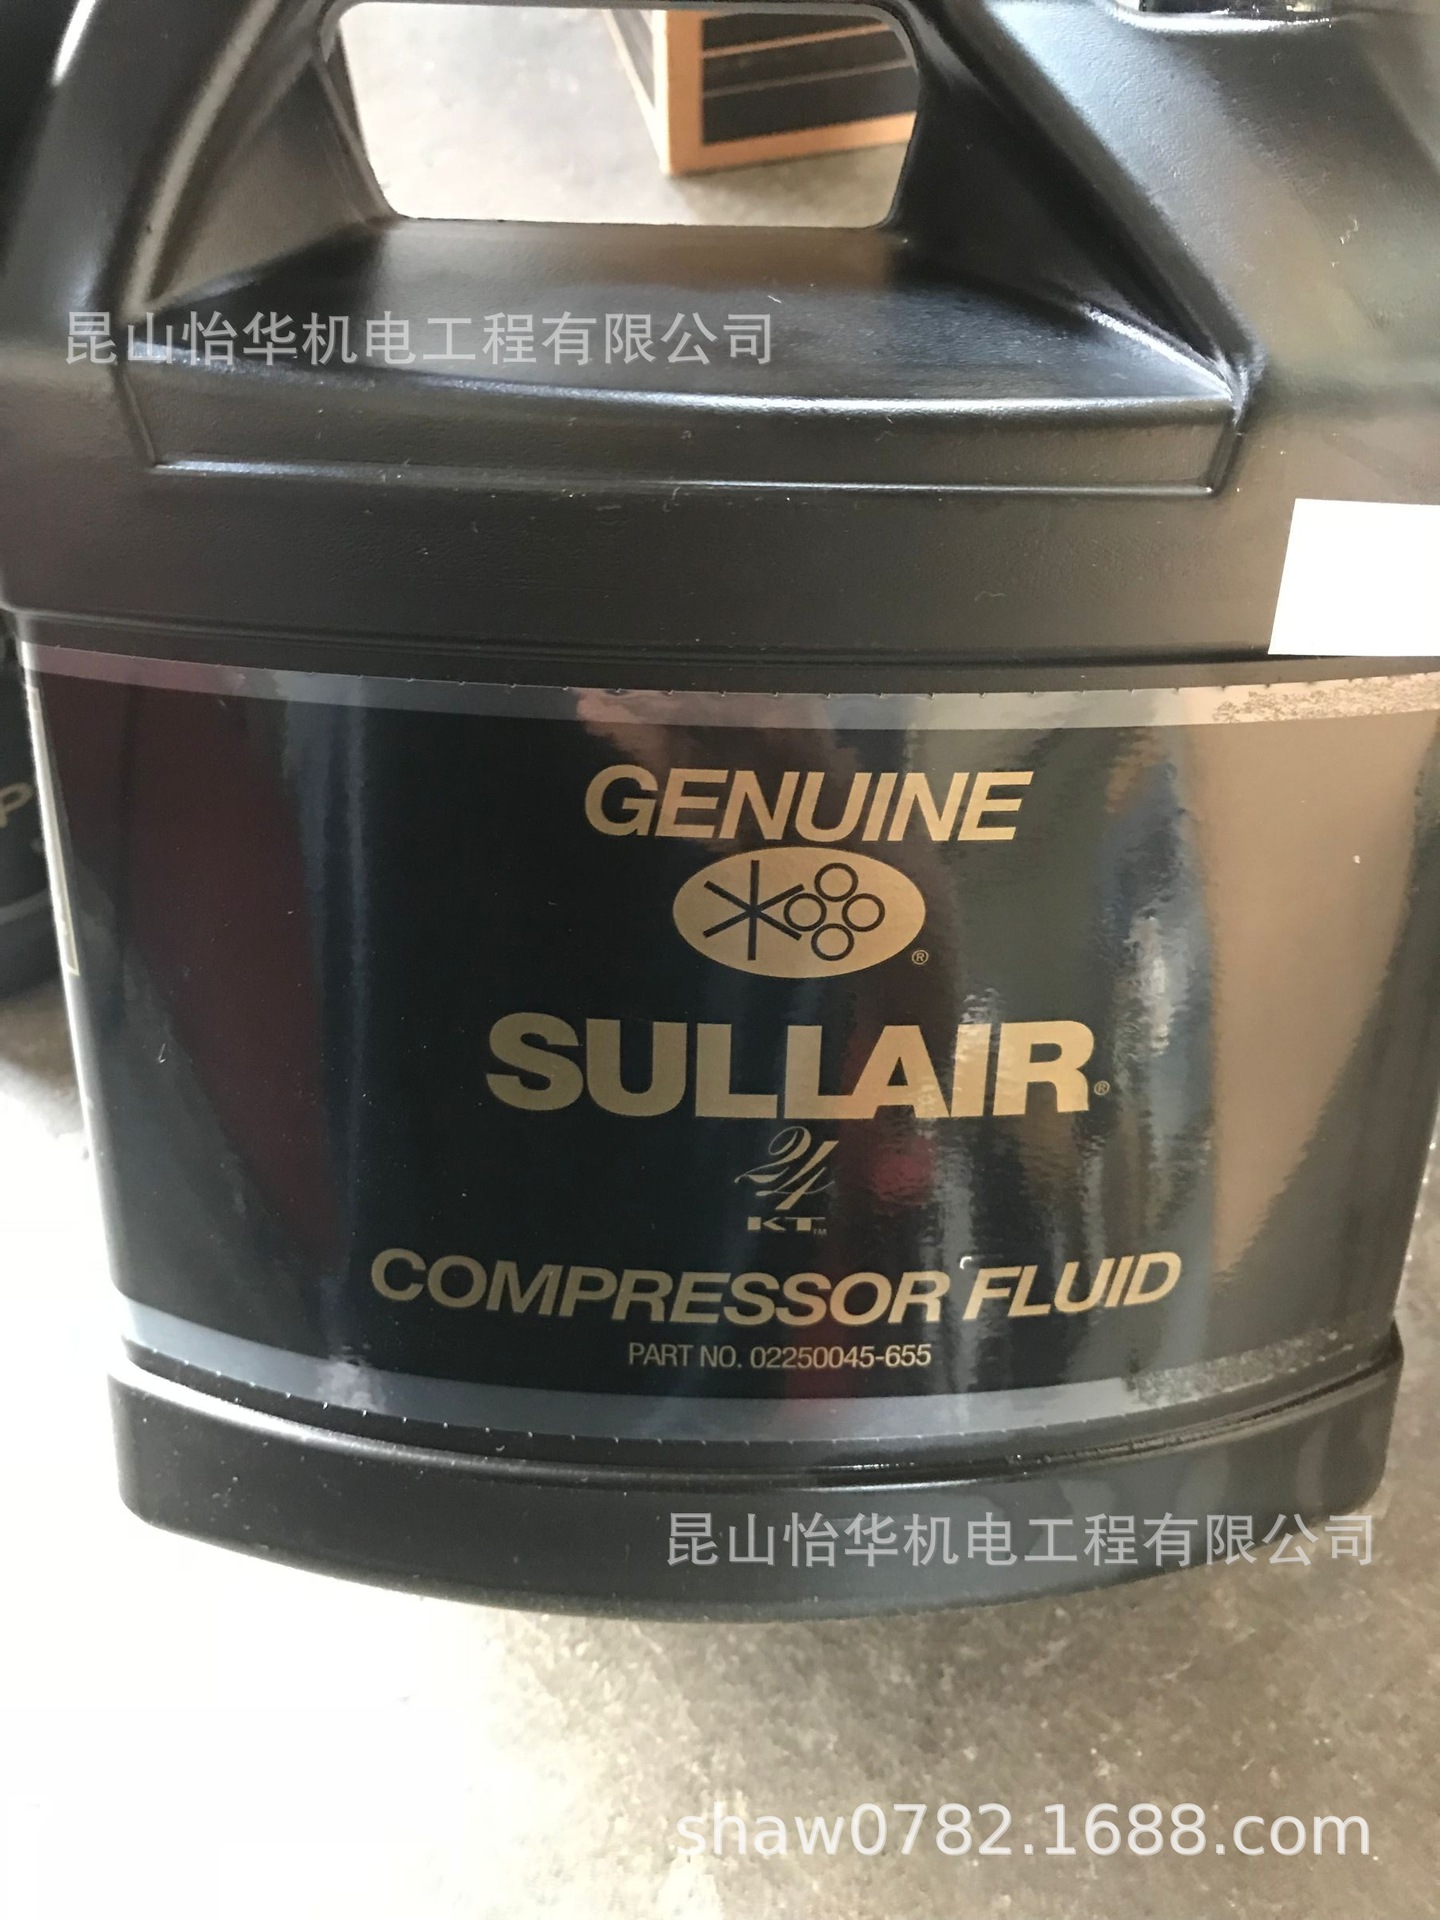 昆山怡华机电工程有限公司
P
GENUINE
®
SULLAIR®
24
KT™
COMPRESSOR FLUID
PART NO. 02250045-655
昆山怡华机电工程有限公司
shaw0782.1688.com